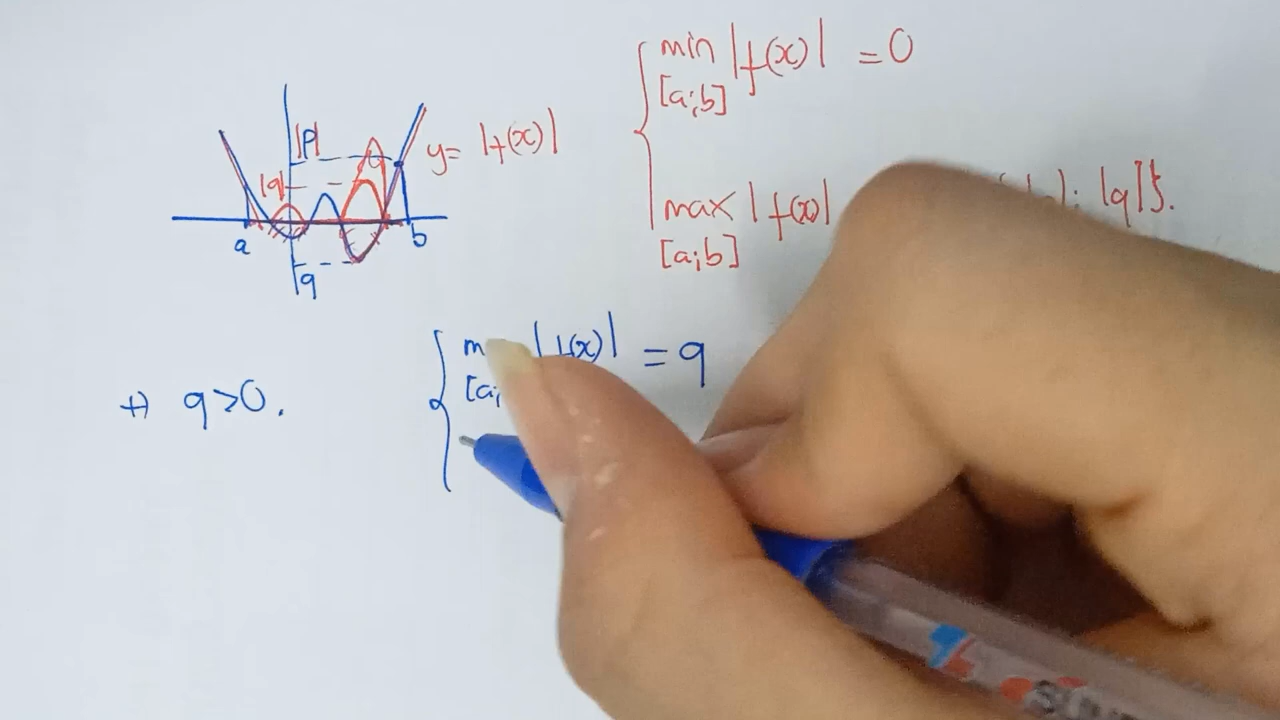 min |f(x)| = 0
[a;b]
|p|
y = |f(x)|
|q|
max |f(x)| |q|}.
[a;b]
a
b
q
|f(x)| = q
+) q>0.